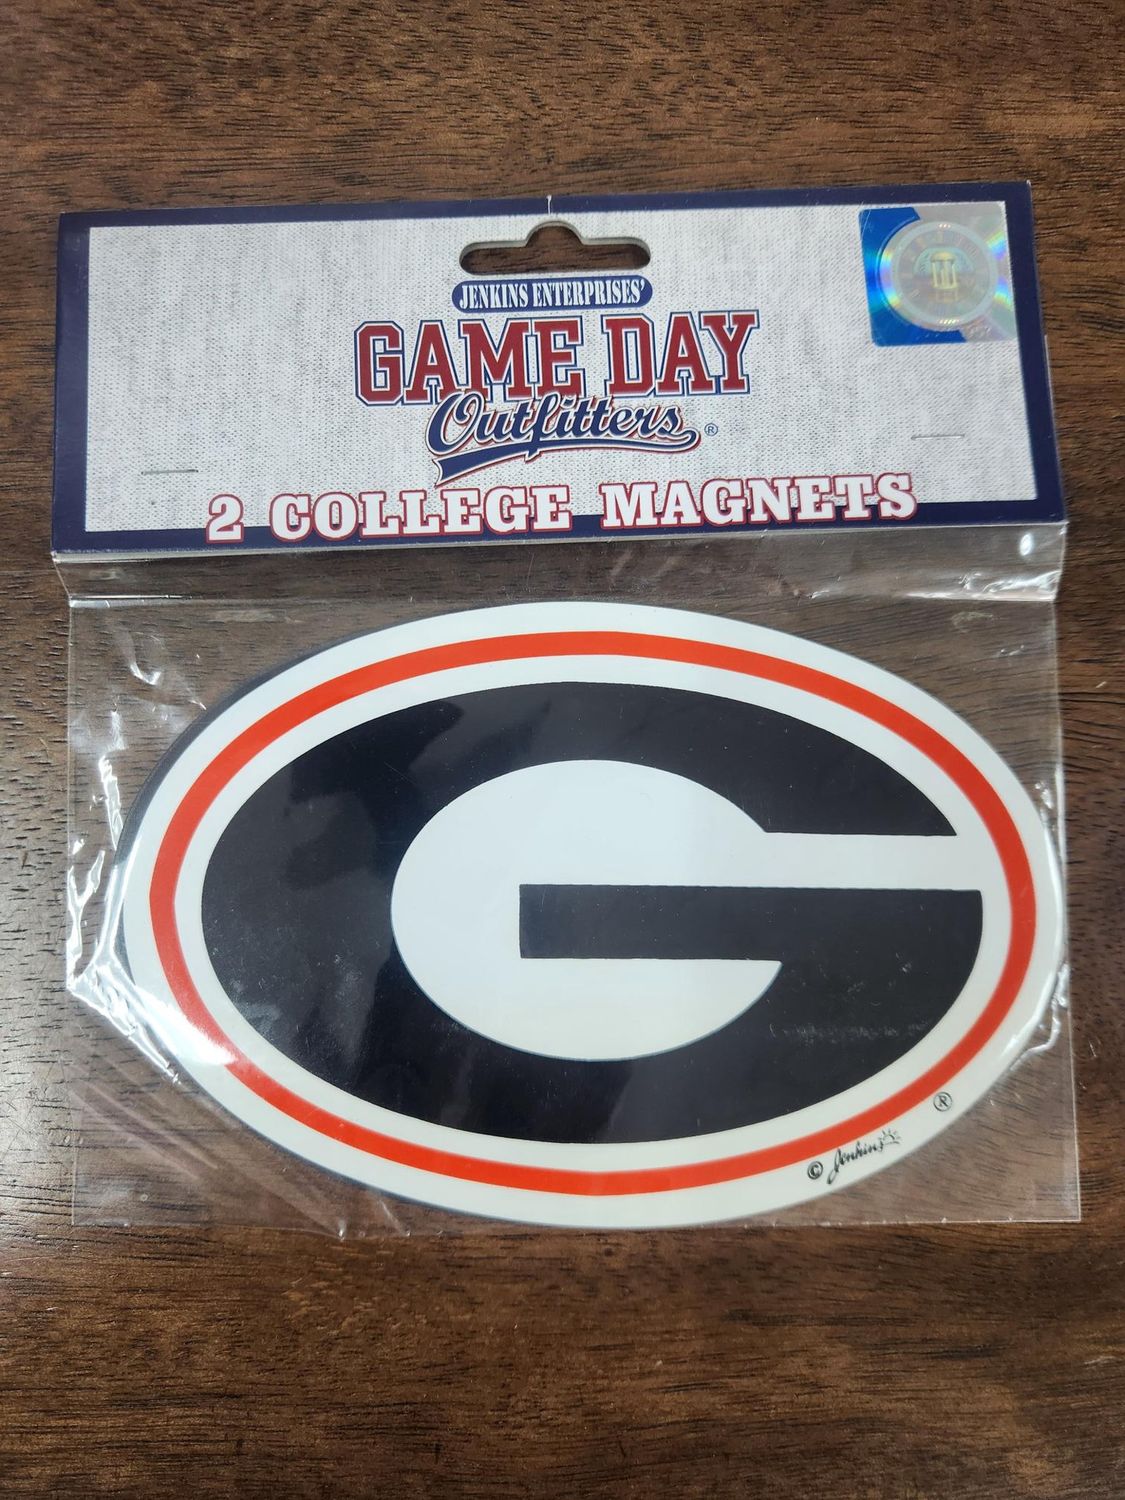 JENKINS ENTERPRISES'
GAME DAY
Outfitters®
2 COLLEGE MAGNETS
G
®
© Jenkins